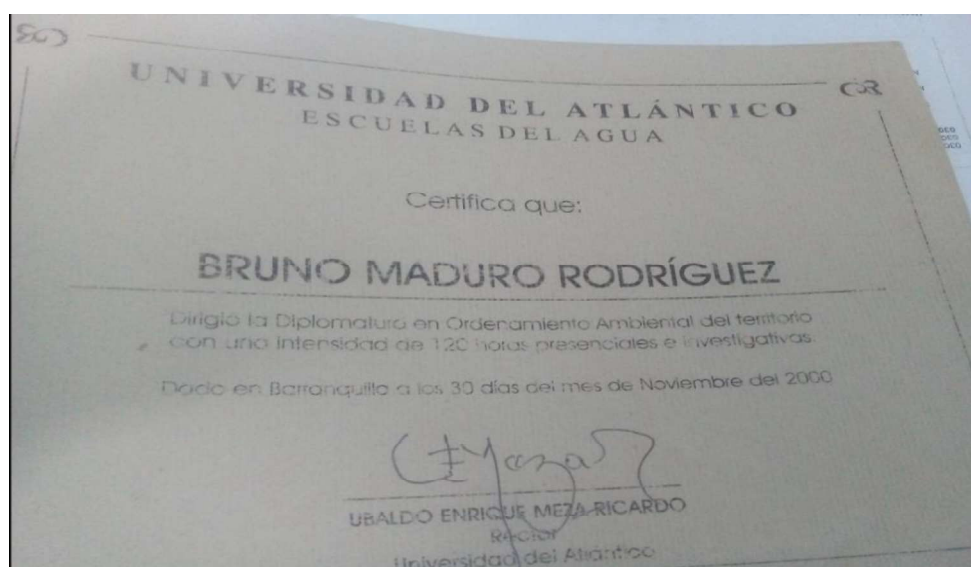 UNIVERSIDAD DEL ATLÁNTICO
ESCUELAS DEL AGUA
Certifica que:
BRUNO MADURO RODRÍGUEZ
Dirigió la Diplomatura en Ordenamiento Ambiental del territorio
con una intensidad de 120 horas presenciales e investigativas.
Dado en Barranquilla a los 30 días del mes de Noviembre del 2000
UBALDO ENRIQUE MEZA RICARDO
Rector
Universidad del Atlántico